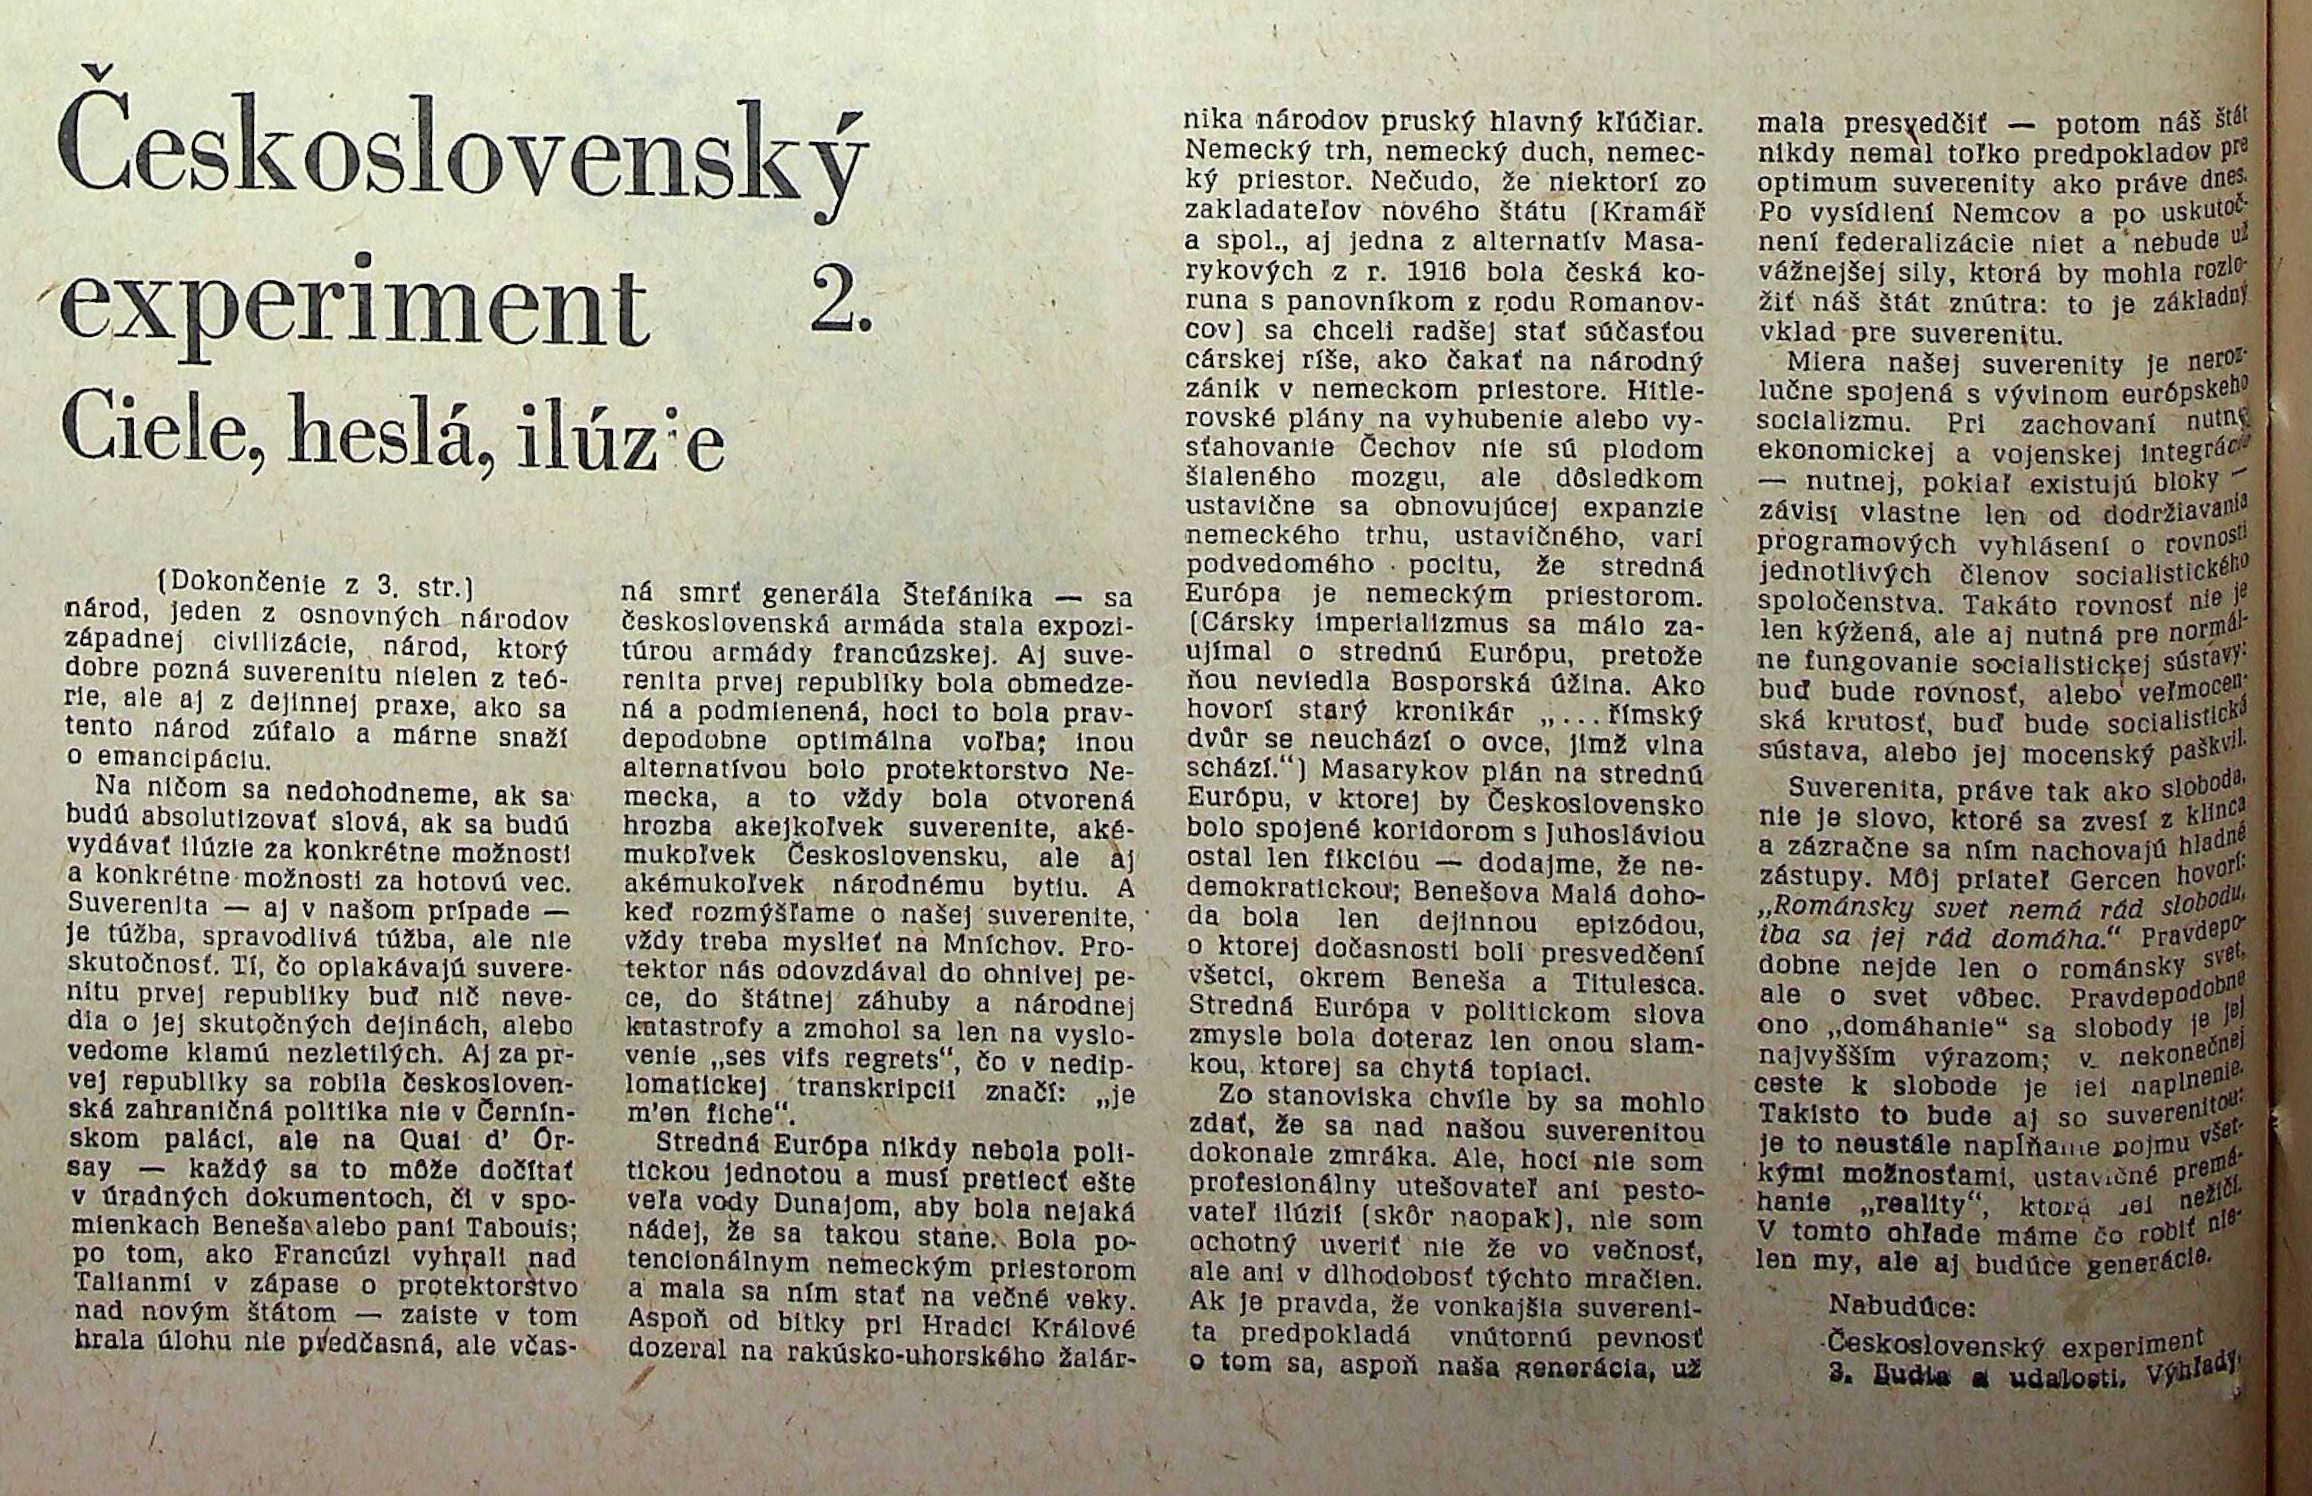 Československý
experiment 2.
Ciele, heslá, ilúzie
(Dokončenie z 3. str.)
národ, jeden z osnovných národov
západnej civilizácie, národ, ktorý
dobre pozná suverenitu nielen z teó-
rie, ale aj z dejinnej praxe, ako sa
tento národ zúfalo a márne snaží
o emancipáciu.
Na ničom sa nedohodneme, ak sa
budú absolutizovať slová, ak sa budú
vydávať ilúzie za konkrétne možnosti
a konkrétne možnosti za hotovú vec.
Suverenita — aj v našom prípade —
je túžba, spravodlivá túžba, ale nie
skutočnosť. Tí, čo oplakávajú suvere-
nitu prvej republiky buď nič neve-
dia o jej skutočných dejinách, alebo
vedome klamú nezletilých. Aj za pr-
vej republiky sa robila českosloven-
ská zahraničná politika nie v Černín-
skom paláci, ale na Quai d' Or-
say — každý sa to môže dočítať
v úradných dokumentoch, či v spo-
mienkach Beneša alebo pani Tabouis;
po tom, ako Francúzi vyhrali nad
Talianmi v zápase o protektorstvo
nad novým štátom — zaiste v tom
hrala úlohu nie predčasná, ale včas-
ná smrť generála Štefánika — sa
československá armáda stala expozi-
túrou armády francúzskej. Aj suve-
renita prvej republiky bola obmedze-
ná a podmienená, hoci to bola prav-
depodobne optimálna voľba; inou
alternatívou bolo protektorstvo Ne-
mecka, a to vždy bola otvorená
hrozba akejkoľvek suverenite, aké-
mukoľvek Československu, ale aj
akémukoľvek národnému bytiu. A
keď rozmýšľame o našej suverenite,
vždy treba myslieť na Mníchov. Pro-
tektor nás odovzdával do ohnivej pe-
ce, do štátnej záhuby a národnej
katastrofy a zmohol sa len na vyslo-
venie „ses vifs regrets“, čo v nedip-
lomatickej transkripcii značí: „je
m'en fiche“.
Stredná Európa nikdy nebola poli-
tickou jednotou a musí pretiecť ešte
veľa vody Dunajom, aby bola nejaká
nádej, že sa takou stane. Bola po-
tencionálnym nemeckým priestorom
a mala sa ním stať na večné veky.
Aspoň od bitky pri Hradci Králové
dozeral na rakúsko-uhorského žalár-
nika národov pruský hlavný kľúčiar.
Nemecký trh, nemecký duch, nemec-
ký priestor. Nečudo, že niektorí zo
zakladateľov nového štátu (Kramář
a spol., aj jedna z alternatív Masa-
rykových z r. 1916 bola česká ko-
runa s panovníkom z rodu Romanov-
cov) sa chceli radšej stať súčasťou
cárskej ríše, ako čakať na národný
zánik v nemeckom priestore. Hitle-
rovské plány na vyhubenie alebo vy-
sťahovanie Čechov nie sú plodom
šialeného mozgu, ale dôsledkom
ustavične sa obnovujúcej expanzie
nemeckého trhu, ustavičného, vari
podvedomého pocitu, že stredná
Európa je nemeckým priestorom.
(Cársky imperializmus sa málo za-
ujímal o strednú Európu, pretože
ňou neviedla Bosporská úžina. Ako
hovorí starý kronikár „...římský
dvůr se neuchází o ovce, jimž vlna
schází.“) Masarykov plán na strednú
Európu, v ktorej by Československo
bolo spojené koridorom s Juhosláviou
ostal len fikciou — dodajme, že ne-
demokratickou; Benešova Malá doho-
da bola len dejinnou epizódou,
o ktorej dočasnosti boli presvedčení
všetci, okrem Beneša a Titulesca.
Stredná Európa v politickom slova
zmysle bola doteraz len onou slam-
kou, ktorej sa chytá topiaci.
Zo stanoviska chvíle by sa mohlo
zdať, že sa nad našou suverenitou
dokonale zmráka. Ale, hoci nie som
profesionálny utešovateľ ani pesto-
vateľ ilúzií (skôr naopak), nie som
ochotný uveriť nie že vo večnosť,
ale ani v dlhodobosť týchto mračien.
Ak je pravda, že vonkajšia suvereni-
ta predpokladá vnútornú pevnosť
o tom sa, aspoň naša generácia, už
mala presvedčiť — potom náš štát
nikdy nemal toľko predpokladov pre
optimum suverenity ako práve dnes.
Po vysídlení Nemcov a po uskutoč-
není federalizácie niet a nebude už
vážnejšej sily, ktorá by mohla rozlo-
žiť náš štát znútra: to je základný
vklad pre suverenitu.
Miera našej suverenity je neroz-
lučne spojená s vývinom európskeho
socializmu. Pri zachovaní nutnej
ekonomickej a vojenskej integrácie
— nutnej, pokiaľ existujú bloky —
závisí vlastne len od dodržiavania
programových vyhlásení o rovnosti
jednotlivých členov socialistického
spoločenstva. Takáto rovnosť nie je
len kýžená, ale aj nutná pre normál-
ne fungovanie socialistickej sústavy:
buď bude rovnosť, alebo veľmocen-
ská krutosť, buď bude socialistická
sústava, alebo jej mocenský paškvil.
Suverenita, práve tak ako sloboda,
nie je slovo, ktoré sa zvesí z klinca
a zázračne sa ním nachovajú hladné
zástupy. Môj priateľ Gercen hovorí:
„Románsky svet nemá rád slobodu,
iba sa jej rád domáha.“ Pravdepo-
dobne nejde len o románsky svet,
ale o svet vôbec. Pravdepodobne
ono „domáhanie“ sa slobody je jej
najvyšším výrazom; v nekonečnej
ceste k slobode je jej naplnenie.
Takisto to bude aj so suverenitou:
je to neustále napĺňanie pojmu všet-
kými možnosťami, ustavičné premá-
hanie „reality“, ktorá jej nežičí.
V tomto ohľade máme čo robiť nie-
len my, ale aj budúce generácie.
Nabudúce:
Československý experiment
3. Ľudia a udalosti. Výhľady.